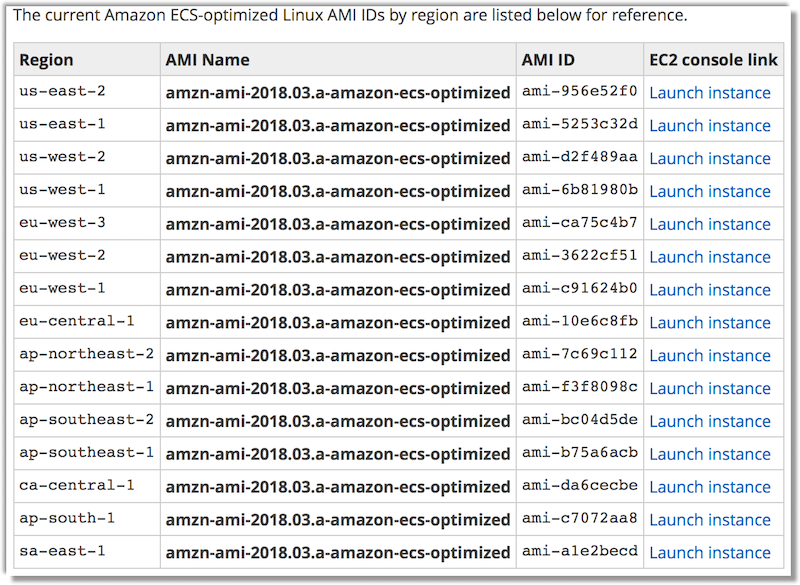 The current Amazon ECS-optimized Linux AMI IDs by region are listed below for reference.
Region AMI Name AMI ID EC2 console link
us-east-2 amzn-ami-2018.03.a-amazon-ecs-optimized ami-956e52f0 Launch instance
us-east-1 amzn-ami-2018.03.a-amazon-ecs-optimized ami-5253c32d Launch instance
us-west-2 amzn-ami-2018.03.a-amazon-ecs-optimized ami-d2f489aa Launch instance
us-west-1 amzn-ami-2018.03.a-amazon-ecs-optimized ami-6b81980b Launch instance
eu-west-3 amzn-ami-2018.03.a-amazon-ecs-optimized ami-ca75c4b7 Launch instance
eu-west-2 amzn-ami-2018.03.a-amazon-ecs-optimized ami-3622cf51 Launch instance
eu-west-1 amzn-ami-2018.03.a-amazon-ecs-optimized ami-c91624b0 Launch instance
eu-central-1 amzn-ami-2018.03.a-amazon-ecs-optimized ami-10e6c8fb Launch instance
ap-northeast-2 amzn-ami-2018.03.a-amazon-ecs-optimized ami-7c69c112 Launch instance
ap-northeast-1 amzn-ami-2018.03.a-amazon-ecs-optimized ami-f3f8098c Launch instance
ap-southeast-2 amzn-ami-2018.03.a-amazon-ecs-optimized ami-bc04d5de Launch instance
ap-southeast-1 amzn-ami-2018.03.a-amazon-ecs-optimized ami-b75a6acb Launch instance
ca-central-1 amzn-ami-2018.03.a-amazon-ecs-optimized ami-da6cecbe Launch instance
ap-south-1 amzn-ami-2018.03.a-amazon-ecs-optimized ami-c7072aa8 Launch instance
sa-east-1 amzn-ami-2018.03.a-amazon-ecs-optimized ami-a1e2becd Launch instance